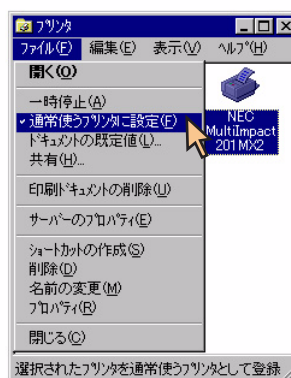 プリンタ
ファイル(F) 編集(E) 表示(V) ヘルプ(H)
開く(O)
一時停止(A)
通常使うプリンタに設定(F)
ドキュメントの既定値(L)...
共有(H)...
印刷ドキュメントの削除(U)
サーバーのプロパティ(E)
ショートカットの作成(S)
削除(D)
名前の変更(M)
プロパティ(R)
閉じる(C)
NEC
MultiImpact
201MX2
選択されたプリンタを通常使うプリンタとして登録